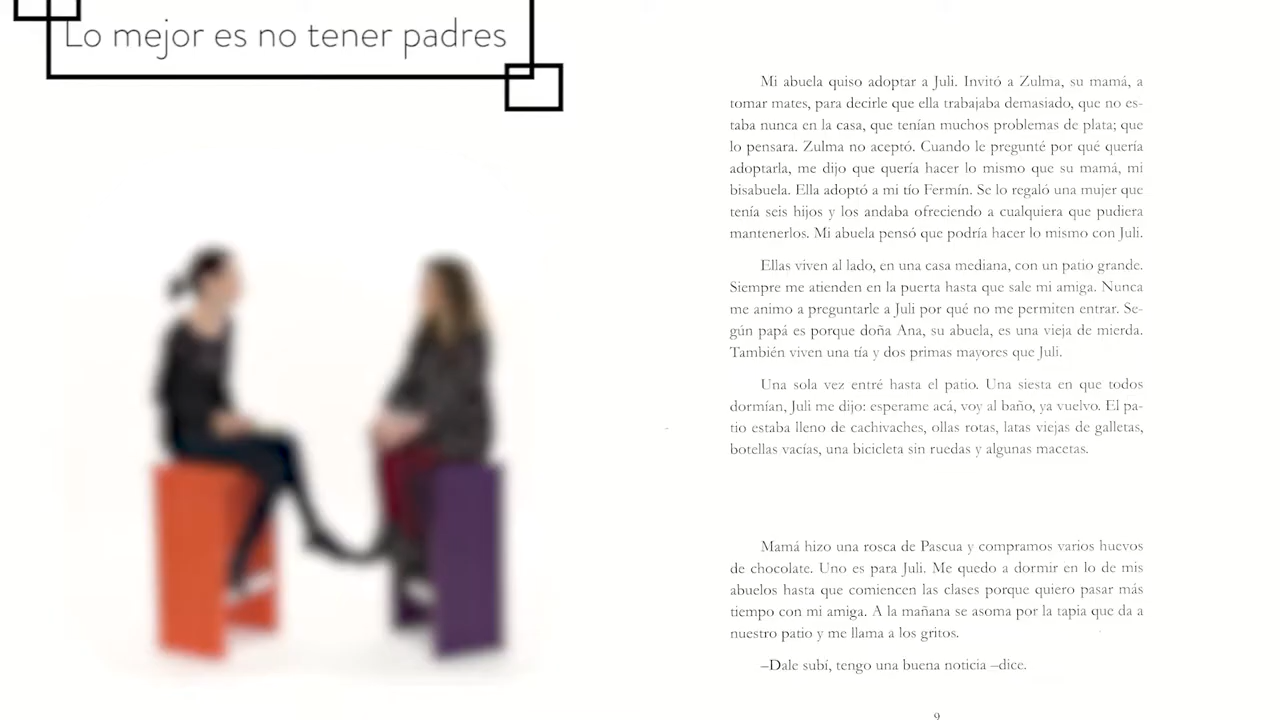 Lo mejor es no tener padres
Mi abuela quiso adoptar a Juli. Invitó a Zulma, su mamá, a
tomar mates, para decirle que ella trabajaba demasiado, que no es-
taba nunca en la casa, que tenían muchos problemas de plata; que
lo pensara. Zulma no aceptó. Cuando le pregunté por qué quería
adoptarla, me dijo que quería hacer lo mismo que su mamá, mi
bisabuela. Ella adoptó a mi tío Fermín. Se lo regaló una mujer que
tenía seis hijos y los andaba ofreciendo a cualquiera que pudiera
mantenerlos. Mi abuela pensó que podría hacer lo mismo con Juli.
Ellas viven al lado, en una casa mediana, con un patio grande.
Siempre me atienden en la puerta hasta que sale mi amiga. Nunca
me animo a preguntarle a Juli por qué no me permiten entrar. Se-
gún papá es porque doña Ana, su abuela, es una vieja de mierda.
También viven una tía y dos primas mayores que Juli.
Una sola vez entré hasta el patio. Una siesta en que todos
dormían, Juli me dijo: esperame acá, voy al baño, ya vuelvo. El pa-
tio estaba lleno de cachivaches, ollas rotas, latas viejas de galletas,
botellas vacías, una bicicleta sin ruedas y algunas macetas.
Mamá hizo una rosca de Pascua y compramos varios huevos
de chocolate. Uno es para Juli. Me quedo a dormir en lo de mis
abuelos hasta que comiencen las clases porque quiero pasar más
tiempo con mi amiga. A la mañana se asoma por la tapia que da a
nuestro patio y me llama a los gritos.
–Dale subí, tengo una buena noticia –dice.
9